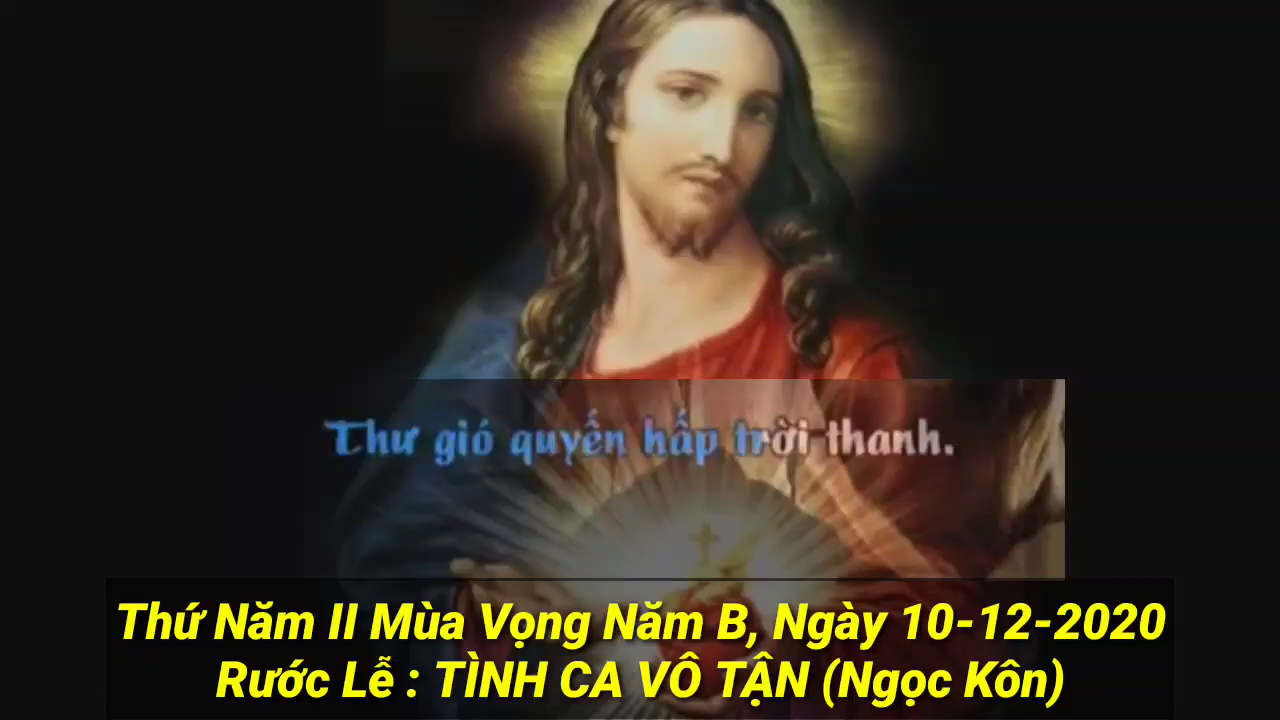 Thư gió quyến hấp trời thanh.
Thứ Năm II Mùa Vọng Năm B, Ngày 10-12-2020
Rước Lễ : TÌNH CA VÔ TẬN (Ngọc Kôn)